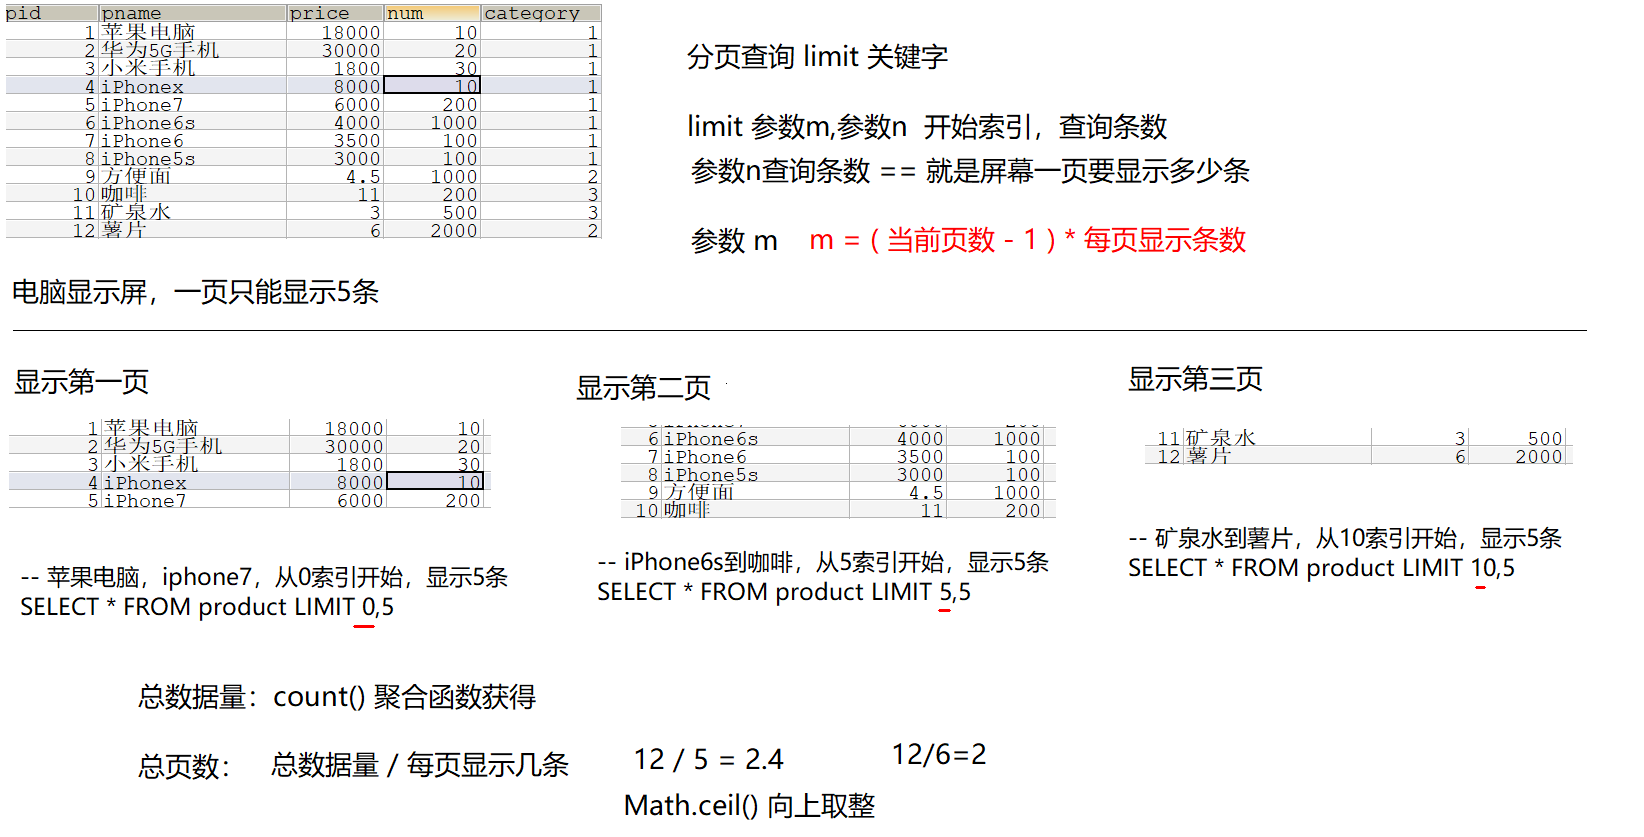 pid pname price num category
1 苹果电脑 18000 10 1
2 华为5G手机 30000 20 1
3 小米手机 1800 30 1
4 iPhonex 8000 10 1
5 iPhone7 6000 200 1
6 iPhone6s 4000 1000 1
7 iPhone6 3500 100 1
8 iPhone5s 3000 100 1
9 方便面 4.5 1000 2
10 咖啡 11 200 3
11 矿泉水 3 500 3
12 薯片 6 2000 2
分页查询 limit 关键字
limit 参数m,参数n 开始索引，查询条数
参数n查询条数 == 就是屏幕一页要显示多少条
参数 m m = ( 当前页数 - 1 ) * 每页显示条数
电脑显示屏，一页只能显示5条
显示第一页
1 苹果电脑 18000 10
2 华为5G手机 30000 20
3 小米手机 1800 30
4 iPhonex 8000 10
5 iPhone7 6000 200
-- 苹果电脑，iphone7，从0索引开始，显示5条
SELECT * FROM product LIMIT 0,5
显示第二页
6 iPhone6s 4000 1000
7 iPhone6 3500 100
8 iPhone5s 3000 100
9 方便面 4.5 1000
10 咖啡 11 200
-- iPhone6s到咖啡，从5索引开始，显示5条
SELECT * FROM product LIMIT 5,5
显示第三页
11 矿泉水 3 500
12 薯片 6 2000
-- 矿泉水到薯片，从10索引开始，显示5条
SELECT * FROM product LIMIT 10,5
总数据量：count() 聚合函数获得
总页数： 总数据量 / 每页显示几条 12 / 5 = 2.4 12/6=2
Math.ceil() 向上取整